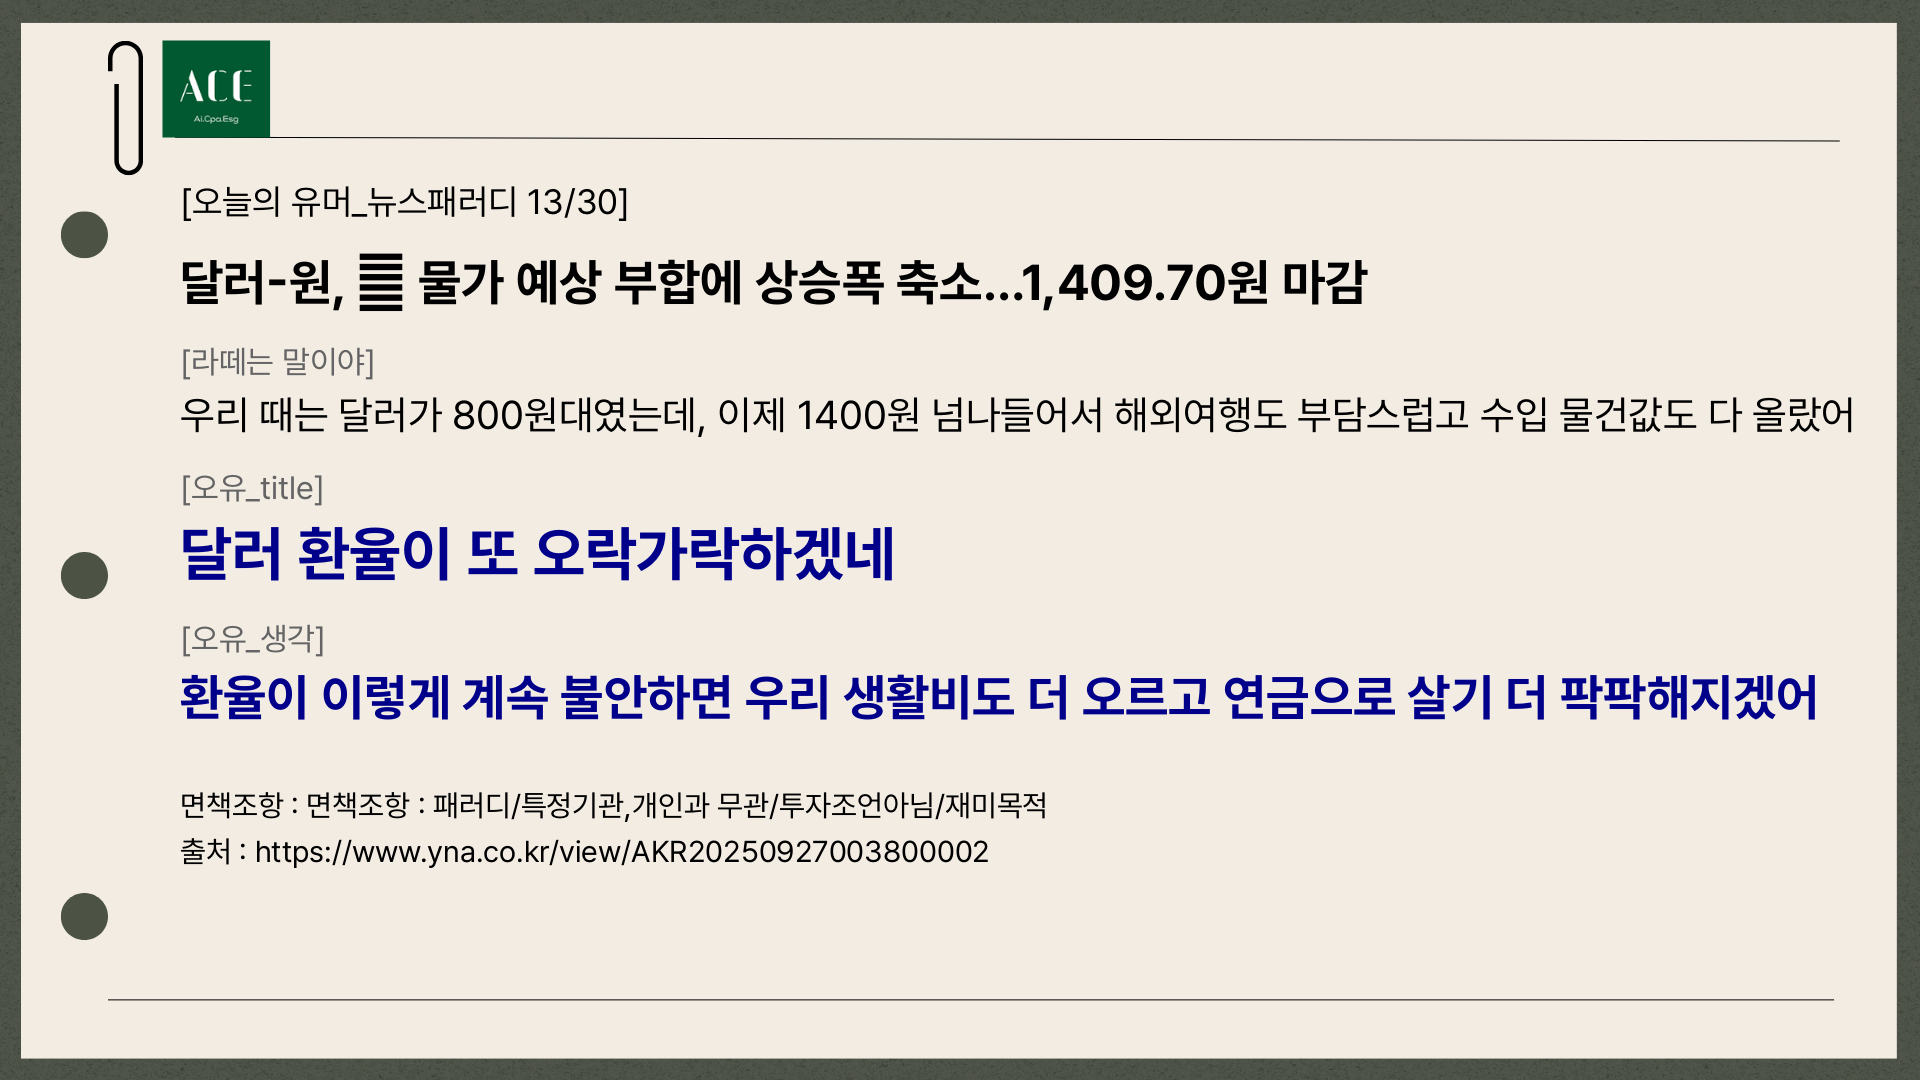 ACE
Ai.Cpa.Esg
[오늘의 유머_뉴스패러디 13/30]
달러-원, 물가 예상 부합에 상승폭 축소...1,409.70원 마감
[라떼는 말이야]
우리 때는 달러가 800원대였는데, 이제 1400원 넘나들어서 해외여행도 부담스럽고 수입 물건값도 다 올랐어
[오유_title]
달러 환율이 또 오락가락하겠네
[오유_생각]
환율이 이렇게 계속 불안하면 우리 생활비도 더 오르고 연금으로 살기 더 팍팍해지겠어
면책조항 : 면책조항 : 패러디/특정기관,개인과 무관/투자조언아님/재미목적
출처 : https://www.yna.co.kr/view/AKR20250927003800002